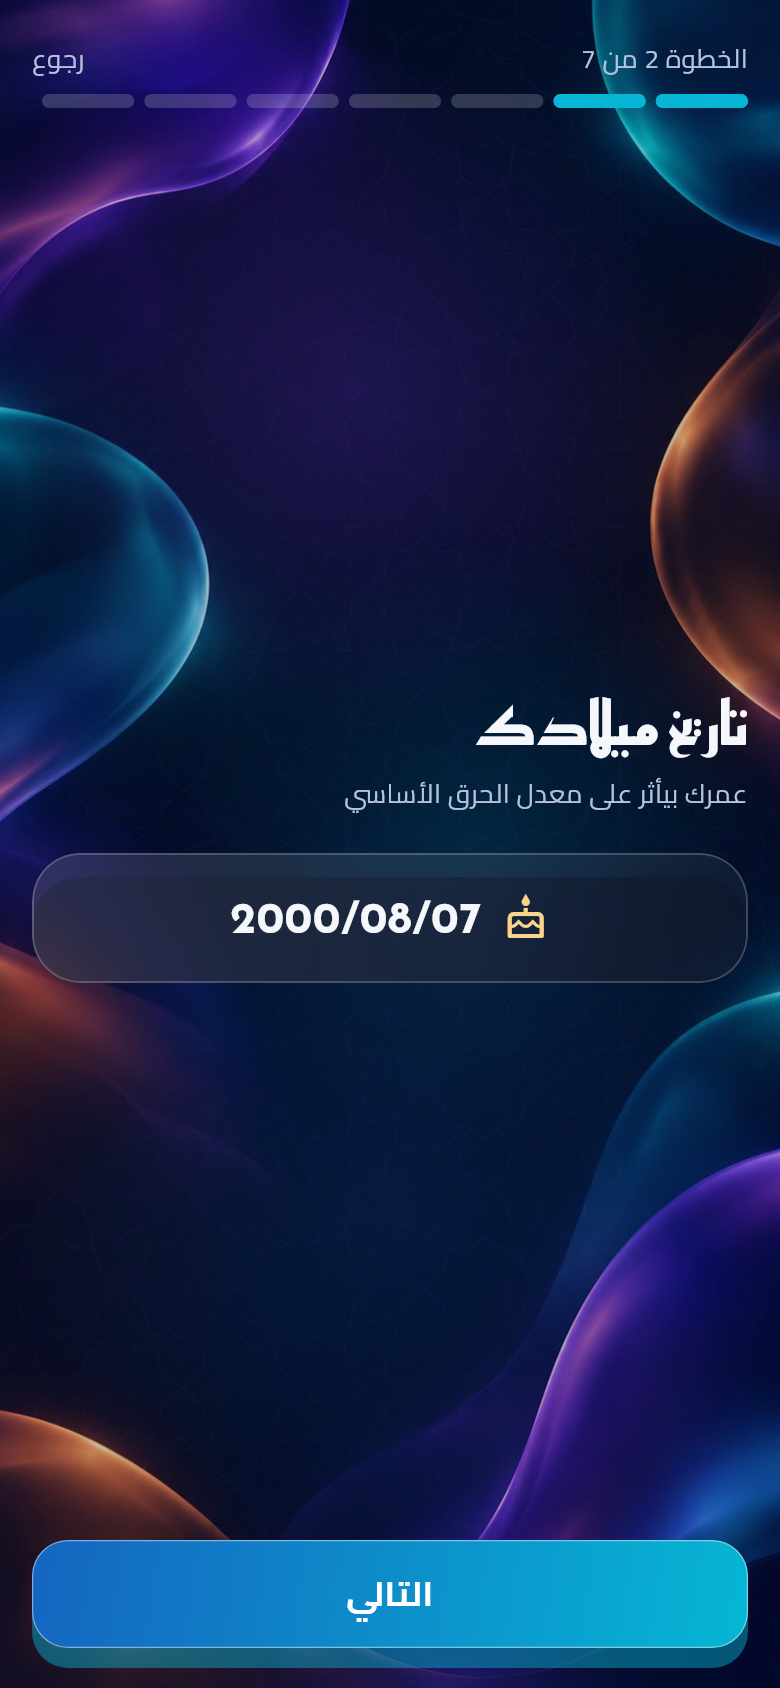 الخطوة 2 من 7
رجوع
تاريخ ميلادك
عمرك بيأثر على معدل الحرق الأساسي
2000/08/07
التالي